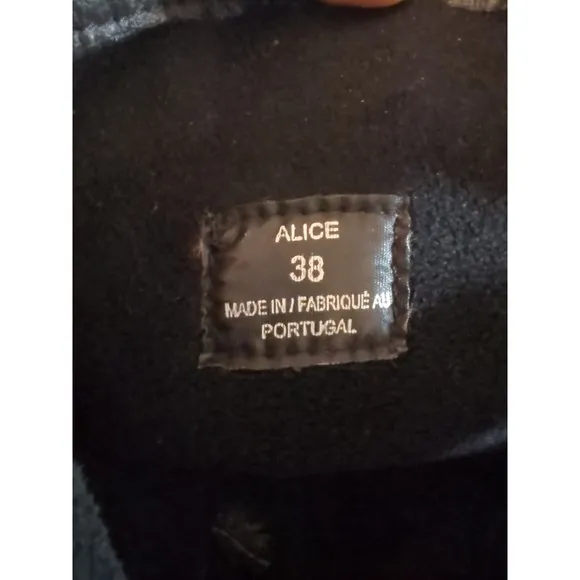 ALICE
38
MADE IN / FABRIQUÉ AU
PORTUGAL